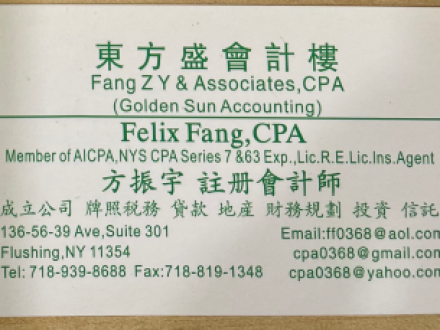 東方盛會計樓
Fang Z Y & Associates,CPA
(Golden Sun Accounting)
Felix Fang,CPA
Member of AICPA,NYS CPA Series 7 &63 Exp.,Lic.R.E.Lic.Ins.Agent
方振宇 註册會計師
成立公司 牌照稅務 貸款 地産 財務規劃 投資 信託
136-56-39 Ave,Suite 301 Email:ff0368@aol.com
Flushing,NY 11354 cpa0368@gmail.com
Tel: 718-939-8688 Fax:718-819-1348 cpa0368@yahoo.com